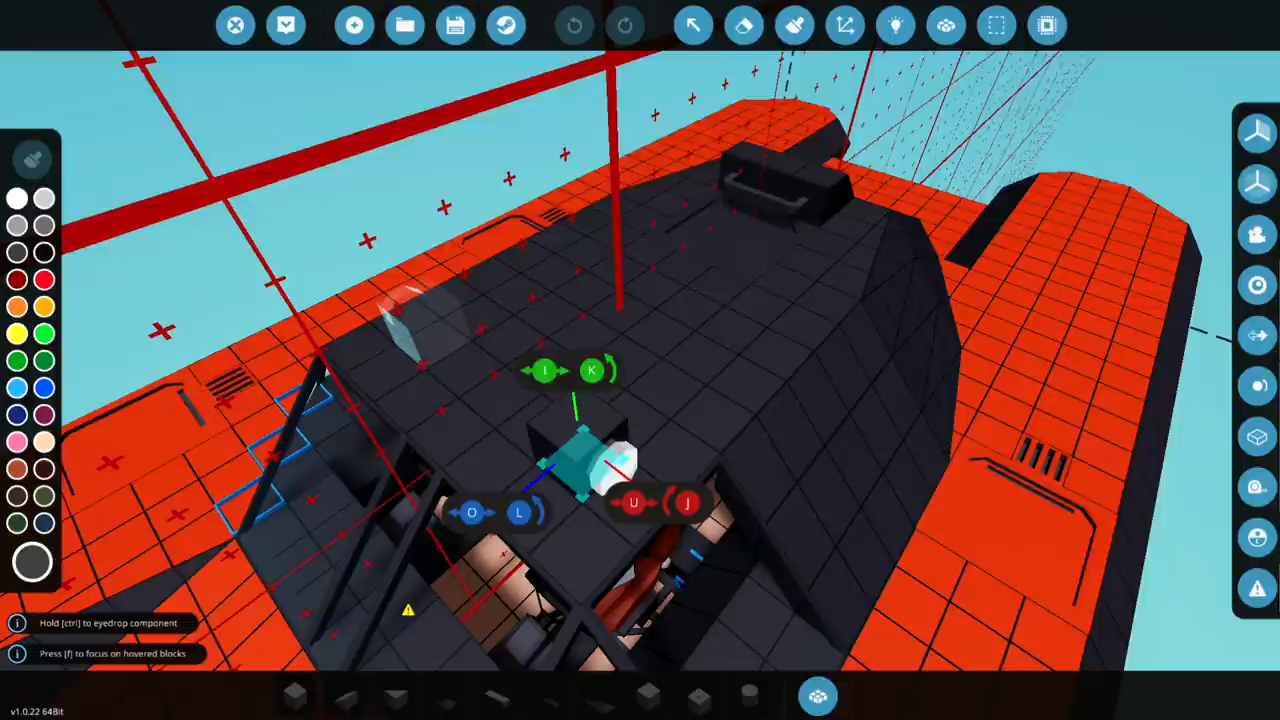 I K
O L
U J
Hold [ctrl] to eyedrop component
Press [f] to focus on hovered blocks
v1.0.22 64Bit